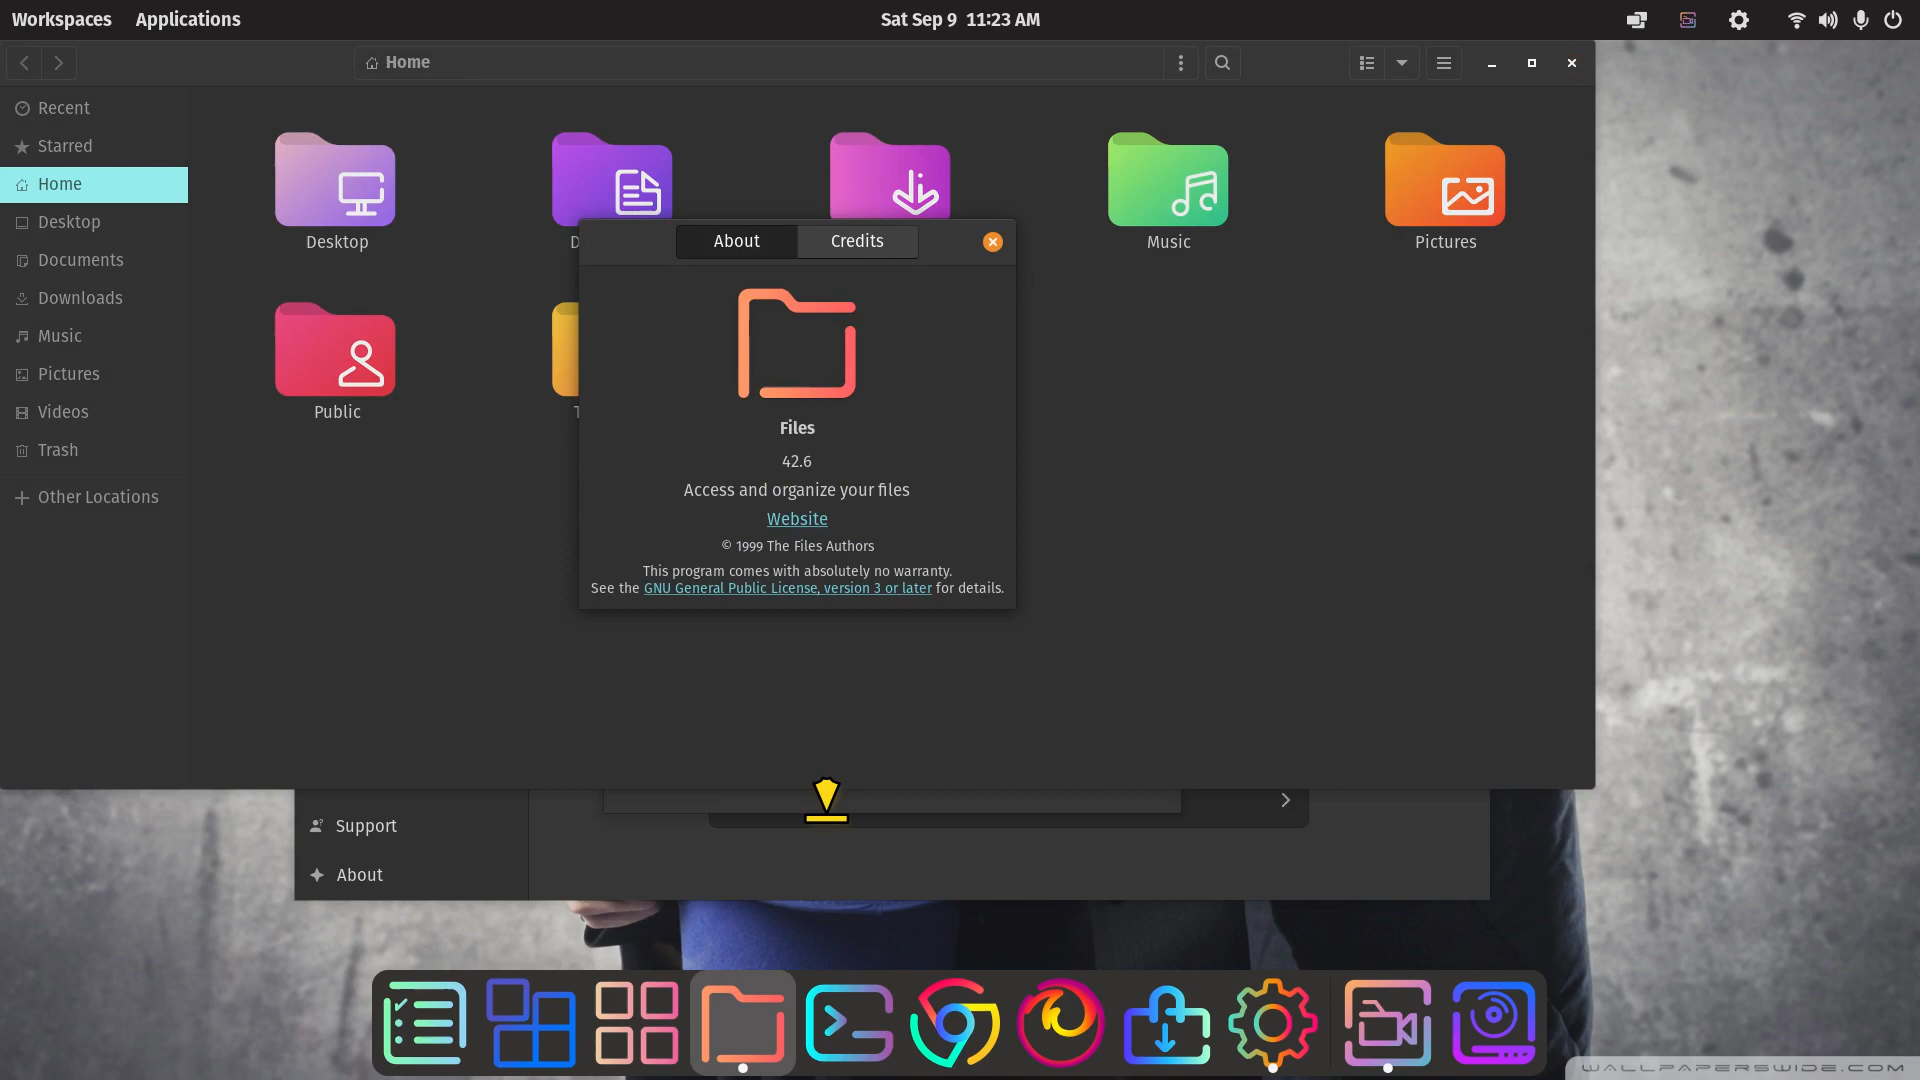 Workspaces Applications Sat Sep 9 11:23 AM
Home
Recent
Starred
Home
Desktop
Documents
Downloads
Music
Pictures
Videos
Trash
Other Locations
Desktop
Music
Pictures
Public
About Credits
Files
42.6
Access and organize your files
Website
© 1999 The Files Authors
This program comes with absolutely no warranty.
See the GNU General Public License, version 3 or later for details.
Support
About
WALLPAPERSWIDE.COM